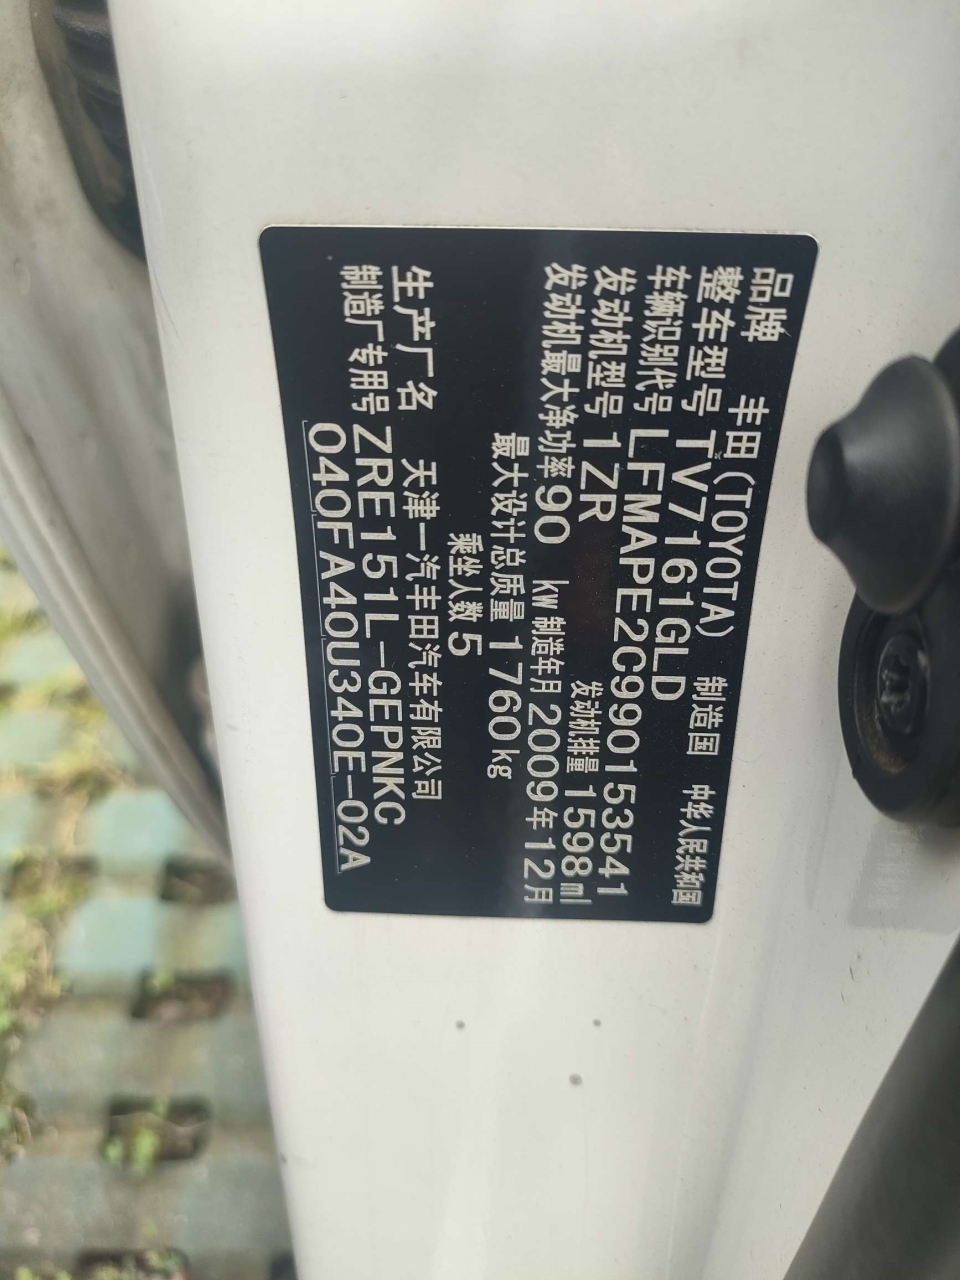 品牌 丰田(TOYOTA) 制造国 中华人民共和国
整车型号 TV7161GLD
车辆识别代号 LFMAPE2C990153541
发动机型号 1ZR 发动机排量 1598ml
发动机最大净功率 90 kW 制造年月 2009年12月
最大设计总质量 1760kg
乘坐人数 5
生产厂名 天津一汽丰田汽车有限公司
制造厂专用号 ZRE151L-GEPNKC
040FA40U340E-02A